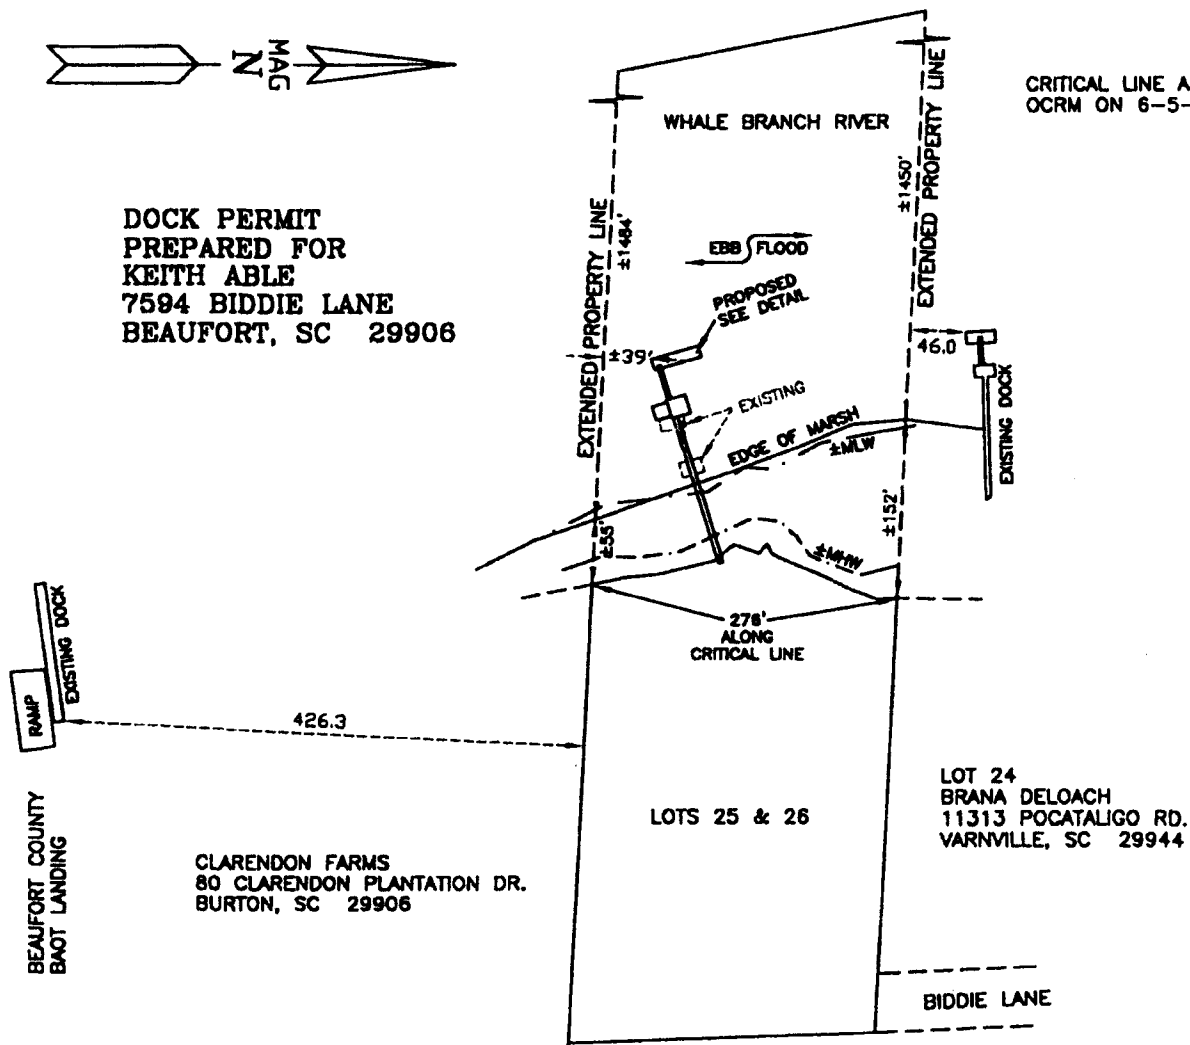 MAG
N
CRITICAL LINE A
OCRM ON 6-5-
WHALE BRANCH RIVER
EXTENDED PROPERTY LINE
±1484'
EXTENDED PROPERTY LINE
±1450'
DOCK PERMIT
PREPARED FOR
KEITH ABLE
7594 BIDDIE LANE
BEAUFORT, SC 29906
EBB FLOOD
PROPOSED
SEE DETAIL
±39'
46.0
EXISTING
EXISTING DOCK
EDGE OF MARSH
±MLW
±55'
±152'
±MHW
276'
ALONG
CRITICAL LINE
EXISTING DOCK
RAMP
426.3
BEAUFORT COUNTY
BAOT LANDING
LOTS 25 & 26
LOT 24
BRANA DELOACH
11313 POCATALIGO RD.
VARNVILLE, SC 29944
CLARENDON FARMS
80 CLARENDON PLANTATION DR.
BURTON, SC 29906
BIDDIE LANE